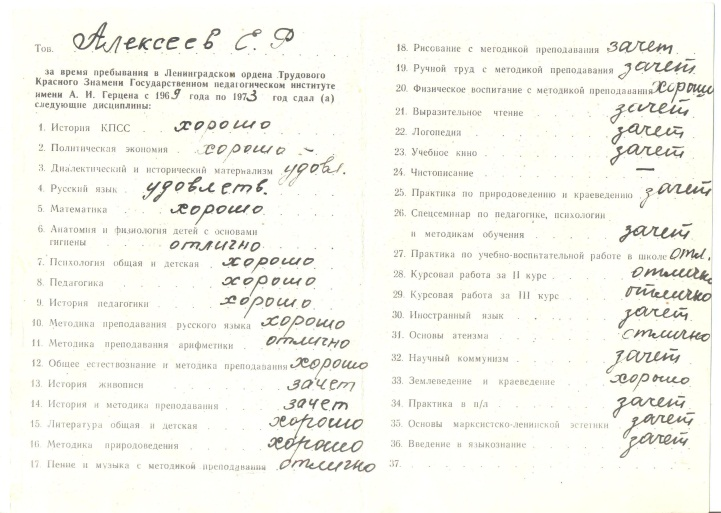 Тов. Алексеев Е. Р
за время пребывания в Ленинградском ордена Трудового
Красного Знамени Государственном педагогическом институте
имени А. И. Герцена с 1969 года по 1973 год сдал (а)
следующие дисциплины:
1. История КПСС . хорошо
2. Политическая экономия . хорошо
3. Диалектический и исторический материализм удовл.
4. Русский язык . удовлетв.
5. Математика . хорошо
6. Анатомия и физиология детей с основами
гигиены . отлично
7. Психология общая и детская . хорошо
8. Педагогика . хорошо
9. История педагогики . хорошо
10. Методика преподавания русского языка хорошо
11. Методика преподавания арифметики . отлично
12. Общее естествознание и методика преподавания хорошо
13. История живописи . зачет
14. История и методика преподавания . зачет
15. Литература общая и детская . хорошо
16. Методика природоведения . хорошо
17. Пение и музыка с методикой преподавания отлично
18. Рисование с методикой преподавания зачет
19. Ручной труд с методикой преподавания зачет
20. Физическое воспитание с методикой преподавания хорошо
21. Выразительное чтение . зачет
22. Логопедия . зачет
23. Учебное кино . зачет
24. Чистописание . —
25. Практика по природоведению и краеведению зачет
26. Спецсеминар по педагогике, психологии
и методикам обучения . зачет
27. Практика по учебно-воспитательной работе в школе отл.
28. Курсовая работа за II курс . отлично
29. Курсовая работа за III курс . отлично
30. Иностранный язык . зачет
31. Основы атеизма . отлично
32. Научный коммунизм . зачет
33. Землеведение и краеведение . хорошо
34. Практика в п/л . зачет
35. Основы марксистско-ленинской эстетики зачет
36. Введение в языкознание . зачет
37.